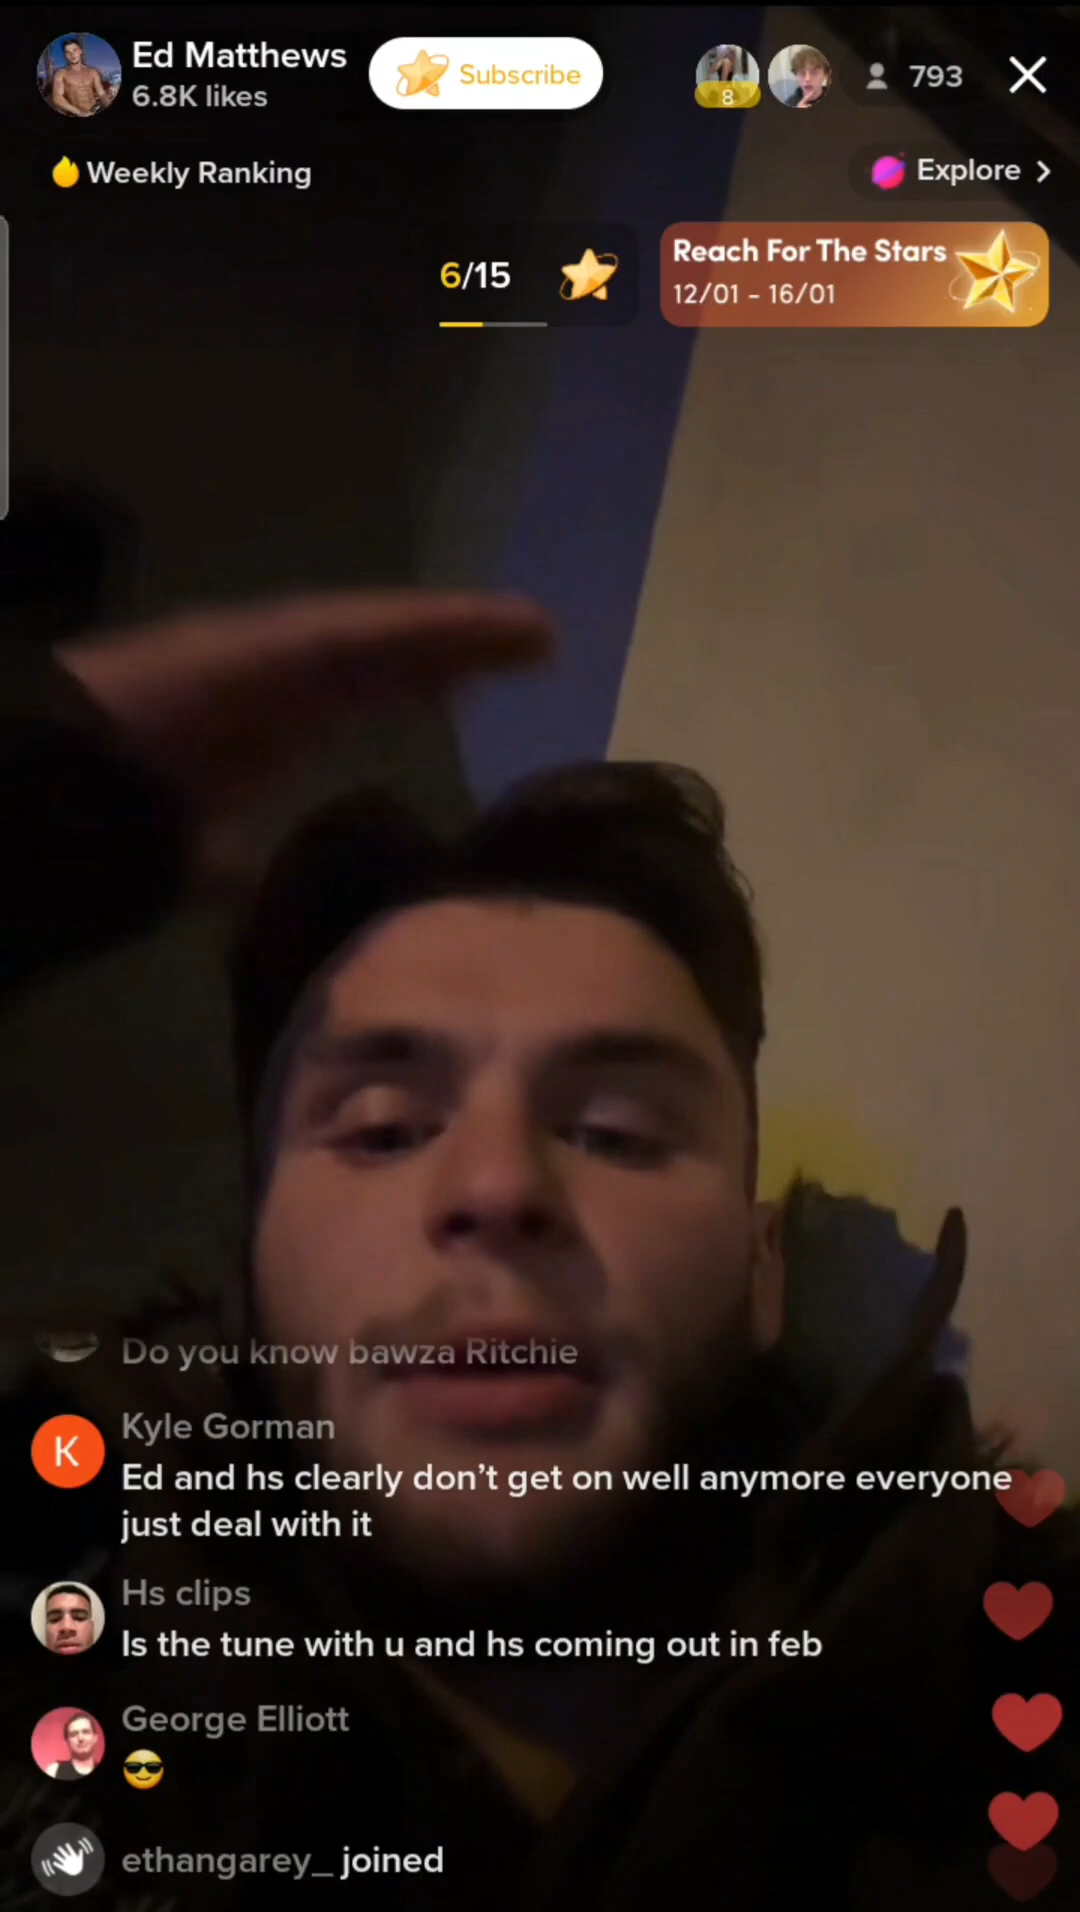 Ed Matthews
6.8K likes
Subscribe
8
793
Weekly Ranking
Explore
6/15
Reach For The Stars
12/01 - 16/01
Do you know bawza Ritchie
K
Kyle Gorman
Ed and hs clearly don't get on well anymore everyone
just deal with it
Hs clips
Is the tune with u and hs coming out in feb
George Elliott
😎
ethangarey_ joined